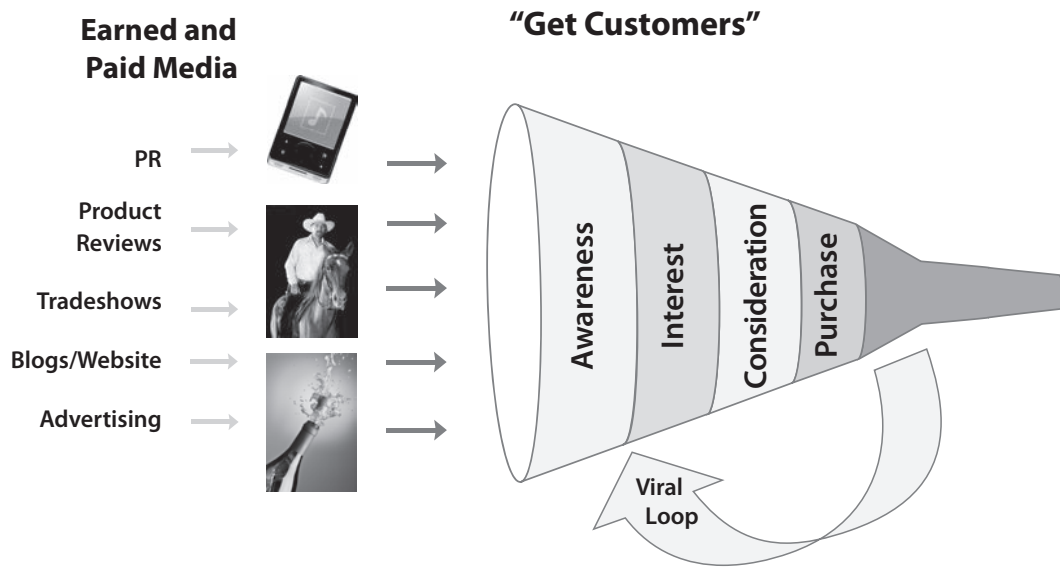 Earned and
Paid Media
“Get Customers”
PR
Product
Reviews
Tradeshows
Blogs/Website
Advertising
Awareness
Interest
Consideration
Purchase
Viral
Loop